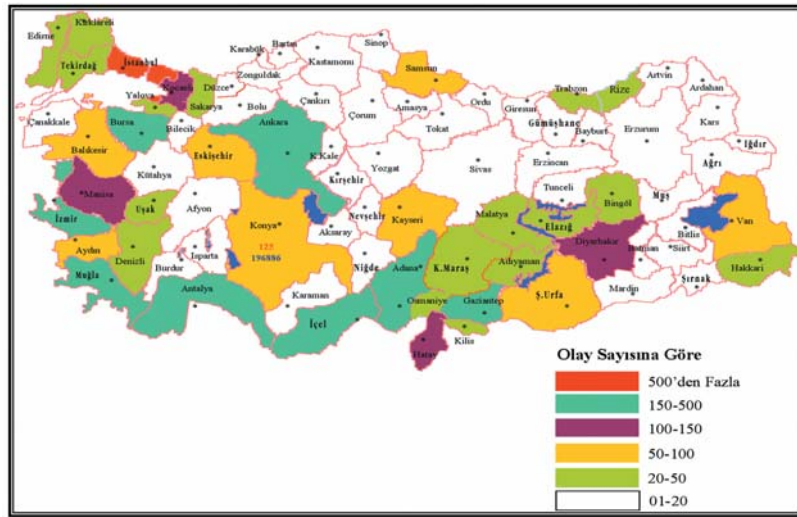 Kırklareli
Edirne
Tekirdağ
İstanbul
Kocaeli
Yalova
Sakarya
Düzce
Zonguldak
Karabük
Bartın
Kastamonu
Sinop
Samsun
Çanakkale
Balıkesir
Bursa
Bilecik
Bolu
Ankara
Çankırı
Çorum
Amasya
Tokat
Ordu
Giresun
Trabzon
Rize
Artvin
Ardahan
Gümüşhane
Bayburt
Erzurum
Kars
Iğdır
Ağrı
Eskişehir
Kütahya
K.Kale
Kırşehir
Yozgat
Sivas
Erzincan
Tunceli
Bingöl
Muş
Manisa
İzmir
Uşak
Afyon
Konya
125
196886
Aksaray
Nevşehir
Kayseri
Malatya
Elazığ
Diyarbakır
Batman
Bitlis
Siirt
Van
Hakkari
Şırnak
Mardin
Aydın
Denizli
Muğla
Burdur
Isparta
Antalya
Karaman
Niğde
İçel
Adana
K.Maraş
Adıyaman
Osmaniye
Gaziantep
Ş.Urfa
Kilis
Hatay
Olay Sayısına Göre
500'den Fazla
150-500
100-150
50-100
20-50
01-20